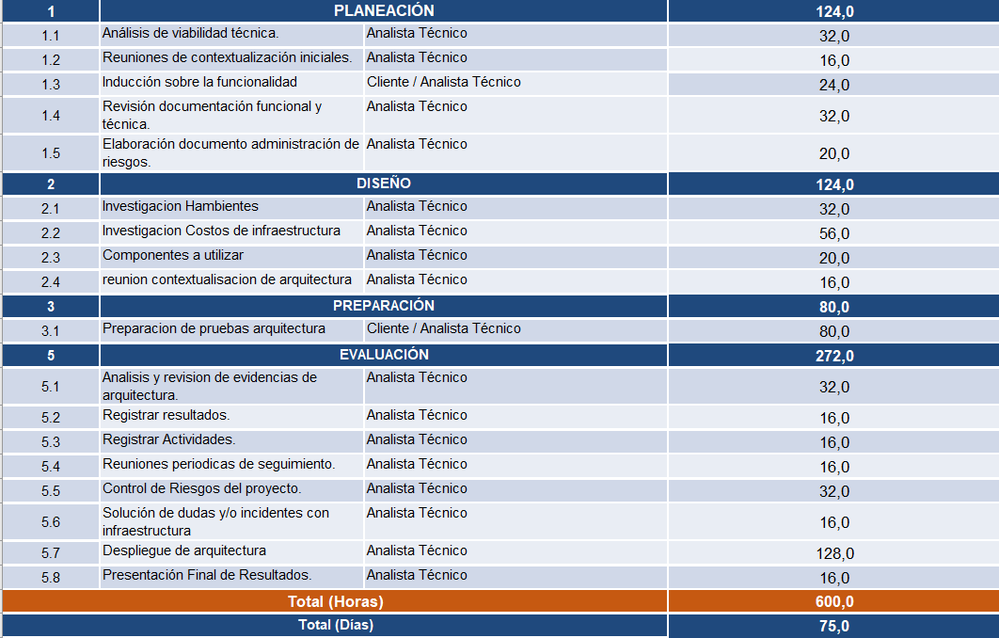 1 PLANEACIÓN 124,0
1.1 Análisis de viabilidad técnica. Analista Técnico 32,0
1.2 Reuniones de contextualización iniciales. Analista Técnico 16,0
1.3 Inducción sobre la funcionalidad Cliente / Analista Técnico 24,0
1.4 Revisión documentación funcional y Analista Técnico 32,0
técnica.
1.5 Elaboración documento administración de Analista Técnico 20,0
riesgos.
2 DISEÑO 124,0
2.1 Investigacion Hambientes Analista Técnico 32,0
2.2 Investigacion Costos de infraestructura Analista Técnico 56,0
2.3 Componentes a utilizar Analista Técnico 20,0
2.4 reunion contextualisacion de arquitectura Analista Técnico 16,0
3 PREPARACIÓN 80,0
3.1 Preparacion de pruebas arquitectura Cliente / Analista Técnico 80,0
5 EVALUACIÓN 272,0
5.1 Analisis y revision de evidencias de Analista Técnico 32,0
arquitectura.
5.2 Registrar resultados. Analista Técnico 16,0
5.3 Registrar Actividades. Analista Técnico 16,0
5.4 Reuniones periodicas de seguimiento. Analista Técnico 16,0
5.5 Control de Riesgos del proyecto. Analista Técnico 32,0
5.6 Solución de dudas y/o incidentes con Analista Técnico 16,0
infraestructura
5.7 Despliegue de arquitectura Analista Técnico 128,0
5.8 Presentación Final de Resultados. Analista Técnico 16,0
Total (Horas) 600,0
Total (Días) 75,0